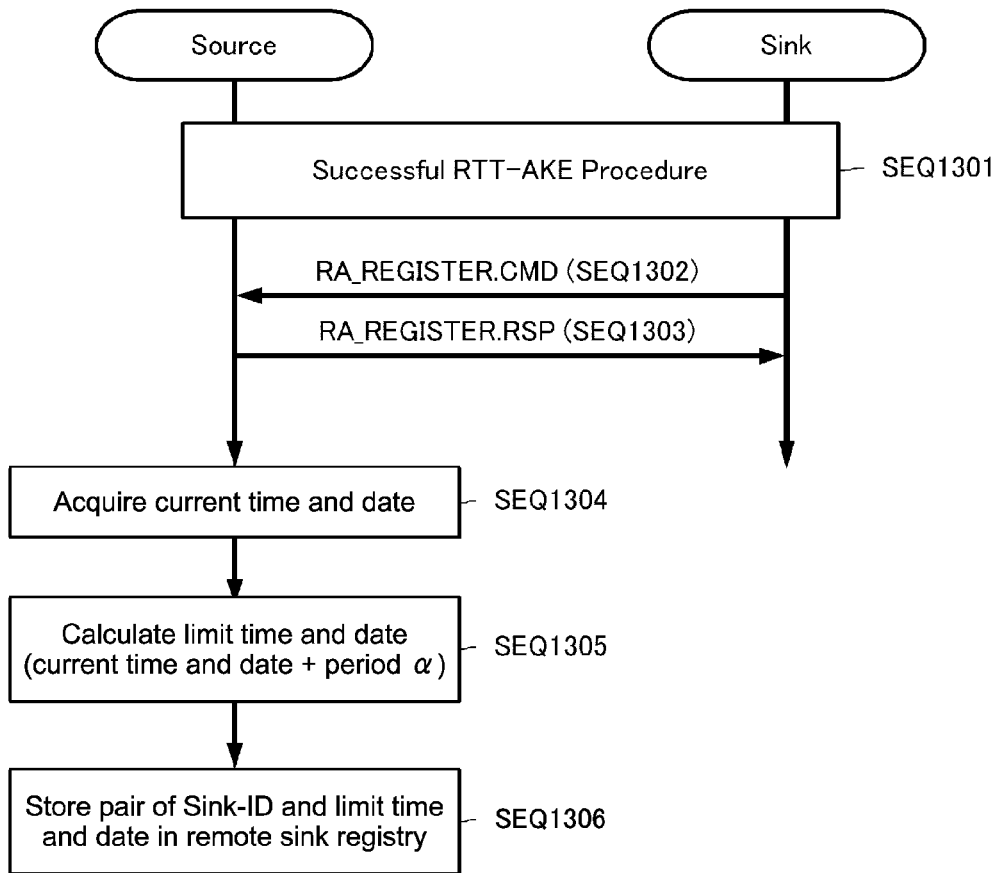 Source
Sink
Successful RTT-AKE Procedure
SEQ1301
RA_REGISTER.CMD (SEQ1302)
RA_REGISTER.RSP (SEQ1303)
Acquire current time and date
SEQ1304
Calculate limit time and date
(current time and date + period α)
SEQ1305
Store pair of Sink-ID and limit time
and date in remote sink registry
SEQ1306